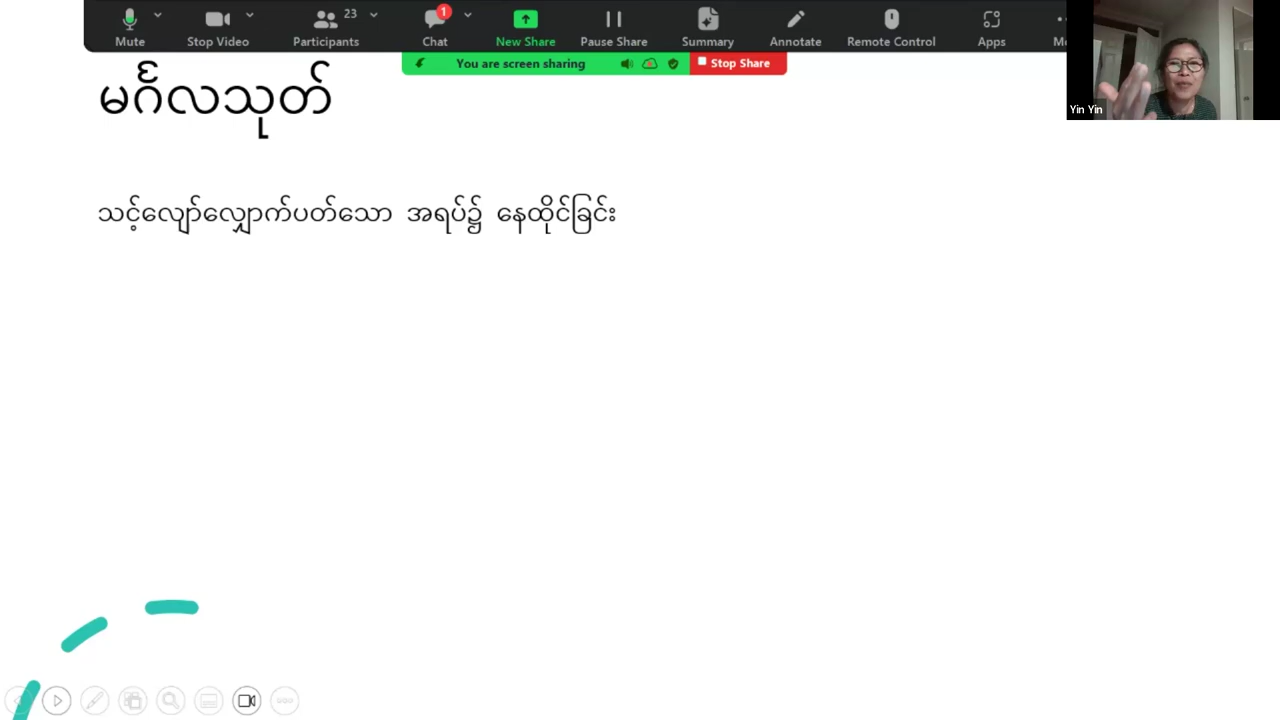 Mute
Stop Video
Participants
23
Chat
1
New Share
Pause Share
Summary
Annotate
Remote Control
Apps
You are screen sharing
Stop Share
Yin Yin
မင်္ဂလသုတ်
သင့်လျော်လျှောက်ပတ်သော အရပ်၌ နေထိုင်ခြင်း